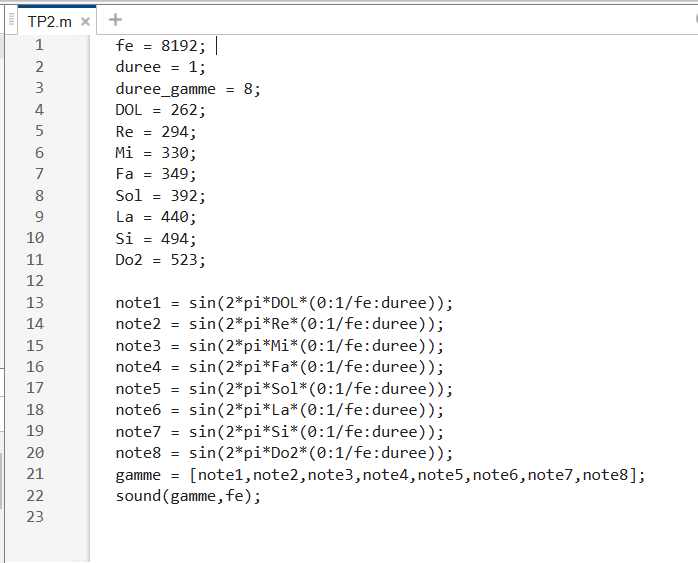 TP2.m × +
1 fe = 8192;
2 duree = 1;
3 duree_gamme = 8;
4 DOL = 262;
5 Re = 294;
6 Mi = 330;
7 Fa = 349;
8 Sol = 392;
9 La = 440;
10 Si = 494;
11 Do2 = 523;
12
13 note1 = sin(2*pi*DOL*(0:1/fe:duree));
14 note2 = sin(2*pi*Re*(0:1/fe:duree));
15 note3 = sin(2*pi*Mi*(0:1/fe:duree));
16 note4 = sin(2*pi*Fa*(0:1/fe:duree));
17 note5 = sin(2*pi*Sol*(0:1/fe:duree));
18 note6 = sin(2*pi*La*(0:1/fe:duree));
19 note7 = sin(2*pi*Si*(0:1/fe:duree));
20 note8 = sin(2*pi*Do2*(0:1/fe:duree));
21 gamme = [note1,note2,note3,note4,note5,note6,note7,note8];
22 sound(gamme,fe);
23